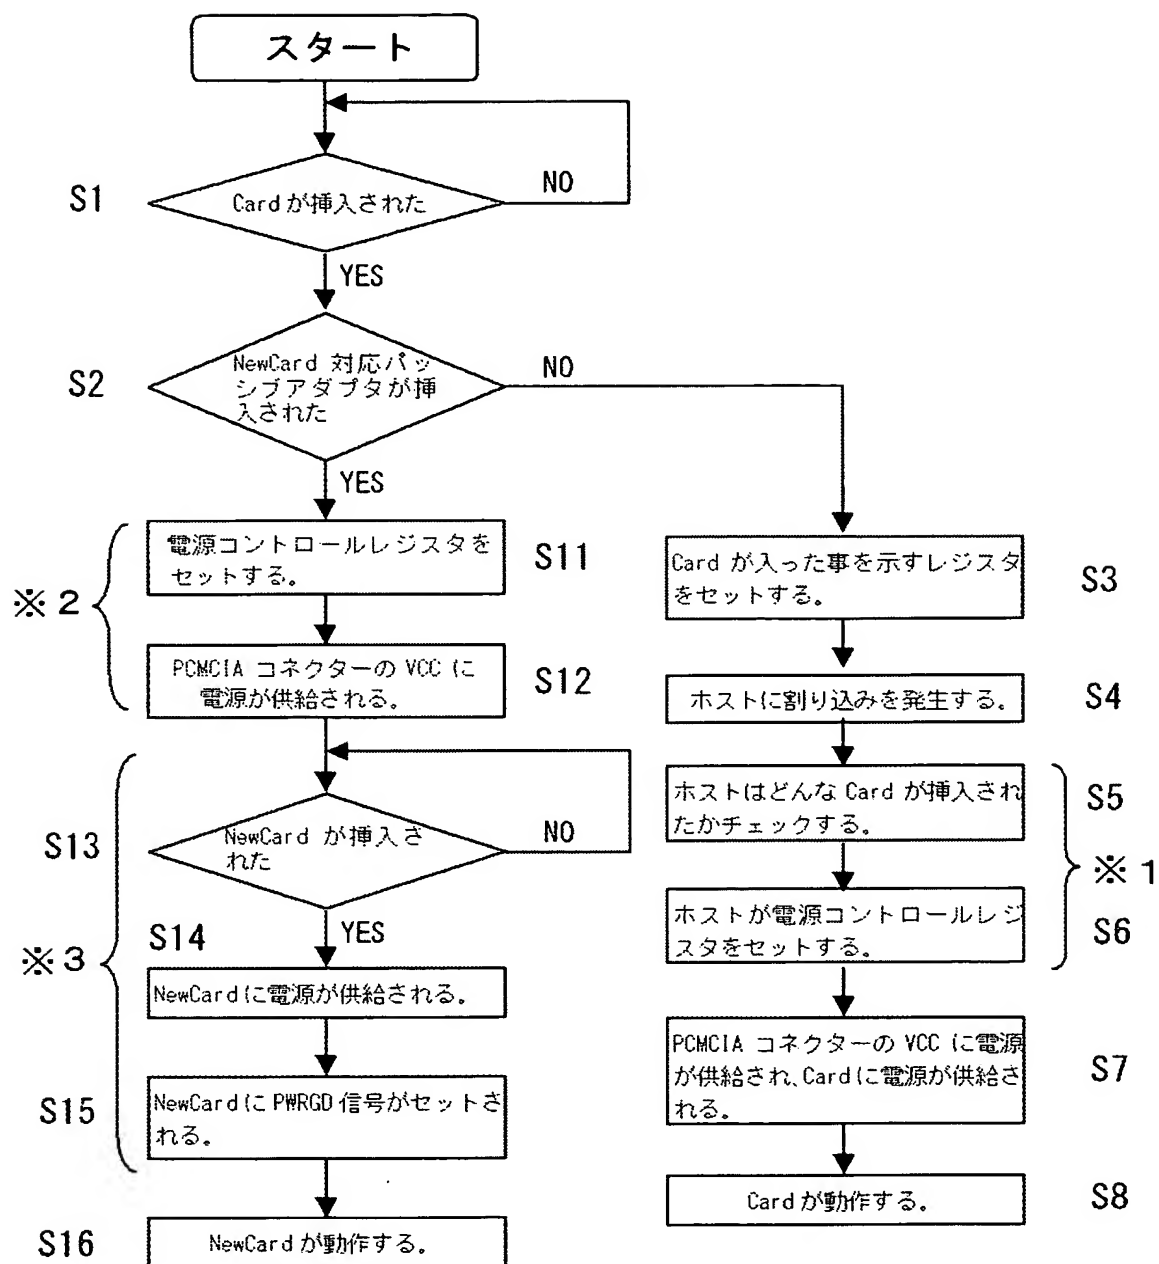 スタート
S1
Cardが挿入された
NO
YES
S2
NewCard 対応パッ
シブアダプタが挿
入された
NO
YES
※2
電源コントロールレジスタを
セットする。
S11
PCMCIA コネクターの VCC に
電源が供給される。
S12
※3
S13
NewCard が挿入さ
れた
NO
YES
S14
NewCardに電源が供給される。
S15
NewCardに PWRGD 信号がセットさ
れる。
S16
NewCardが動作する。
Card が入った事を示すレジスタ
をセットする。
S3
ホストに割り込みを発生する。
S4
ホストはどんな Card が挿入され
たかチェックする。
S5
※1
ホストが電源コントロールレジ
スタをセットする。
S6
PCMCIA コネクターの VCC に電源
が供給され、Cardに電源が供給さ
れる。
S7
Cardが動作する。
S8